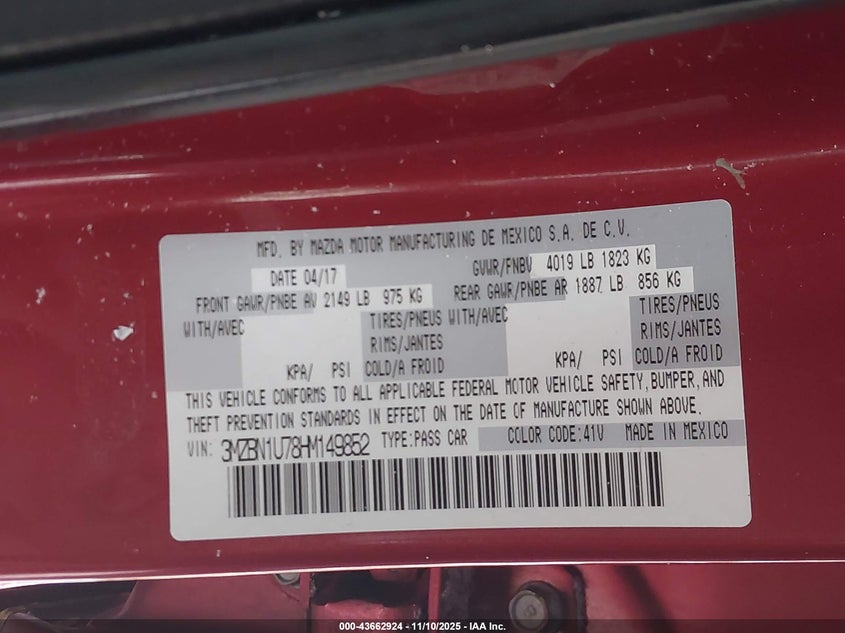 MFD. BY MAZDA MOTOR MANUFACTURING DE MEXICO S.A. DE C.V.
DATE 04/17 GVWR/PNBV 4019 LB 1823 KG
FRONT GAWR/PNBE AV 2149 LB 975 KG REAR GAWR/PNBE AR 1887 LB 856 KG
WITH/AVEC TIRES/PNEUS WITH/AVEC TIRES/PNEUS
RIMS/JANTES RIMS/JANTES
KPA/ PSI COLD/A FROID KPA/ PSI COLD/A FROID
THIS VEHICLE CONFORMS TO ALL APPLICABLE FEDERAL MOTOR VEHICLE SAFETY, BUMPER, AND
THEFT PREVENTION STANDARDS IN EFFECT ON THE DATE OF MANUFACTURE SHOWN ABOVE.
VIN: 3MZBN1U78HM149852 TYPE:PASS CAR COLOR CODE:41V MADE IN MEXICO
000-43662924 - 11/10/2025 - IAA Inc.